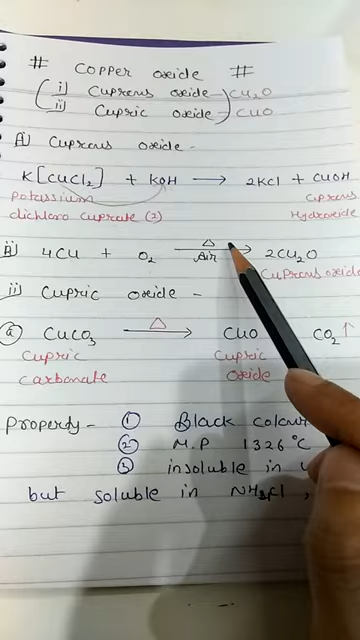 # COPPER oxide #
i) Cuprous oxide - Cu₂O
ii) Cupric oxide - CuO
i) Cuprous oxide -
K[CuCl₂] + KOH → 2KCl + CuOH
Potassium dichloro cuprate (2) Cuprous Hydroxide
4Cu + O₂ △ Air → 2Cu₂O
Cuprous oxide
ii) Cupric oxide -
a CuCO₃ △ → CuO CO₂ ↑
Cupric carbonate Cupric oxide
Property - ① Black colour
② M.P 1326°C
③ insoluble in
but soluble in